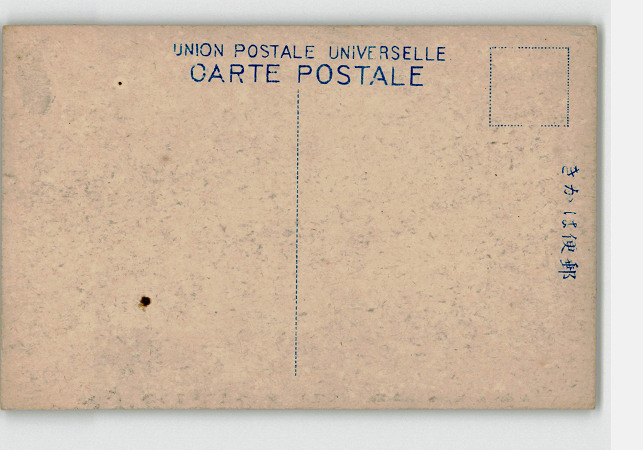 UNION POSTALE UNIVERSELLE
CARTE POSTALE
きかは便郵